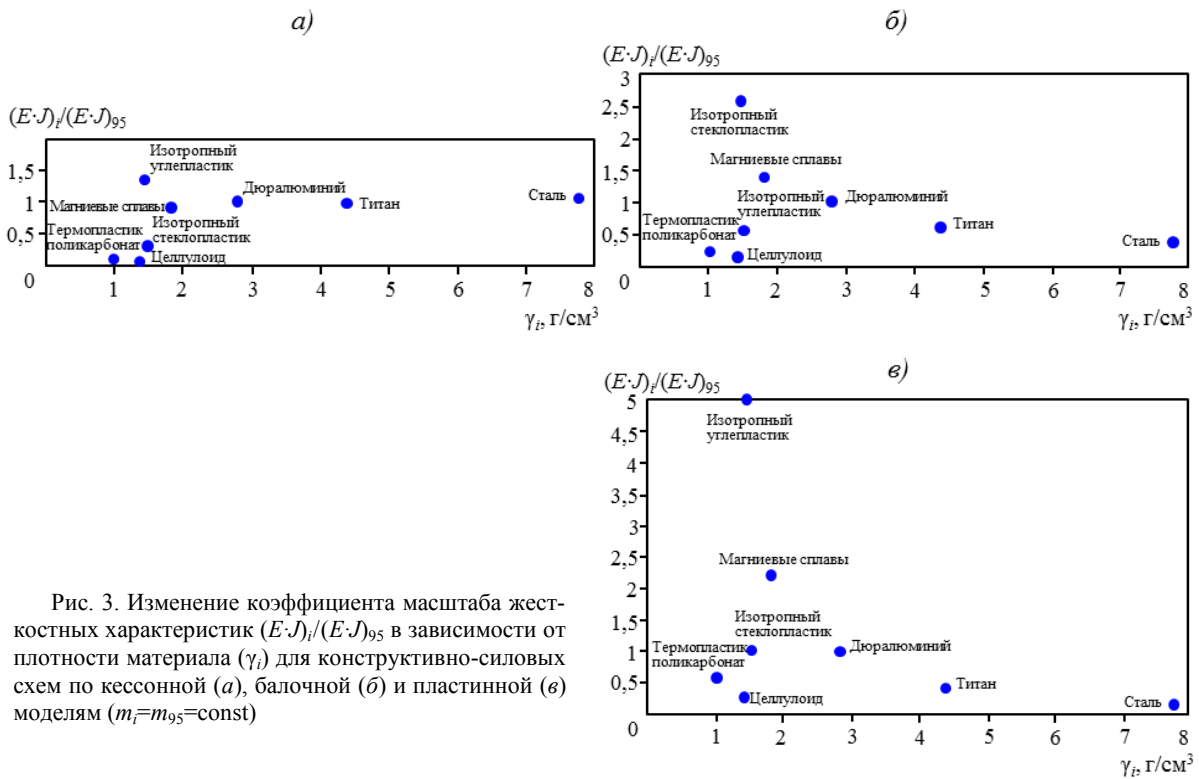 а)
(E·J)i/(E·J)95
1,5
1
0,5
0
1
2
3
4
5
6
7
8
γi, г/см³
Изотропный
углепластик
Дюралюминий
Магниевые сплавы
Титан
Сталь
Термопластик
поликарбонат
Изотропный
стеклопластик
Целлулоид
б)
(E·J)i/(E·J)95
3
2,5
2
1,5
1
0,5
0
1
2
3
4
5
6
7
8
γi, г/см³
Изотропный
стеклопластик
Магниевые сплавы
Изотропный
углепластик
Дюралюминий
Термопластик
поликарбонат
Титан
Сталь
Целлулоид
в)
(E·J)i/(E·J)95
5
4,5
4
3,5
3
2,5
2
1,5
1
0,5
0
1
2
3
4
5
6
7
8
γi, г/см³
Изотропный
углепластик
Магниевые сплавы
Изотропный
стеклопластик
Термопластик
поликарбонат
Дюралюминий
Титан
Целлулоид
Сталь
Рис. 3. Изменение коэффициента масштаба жест-
костных характеристик (E·J)i/(E·J)95 в зависимости от
плотности материала (γi) для конструктивно-силовых
схем по кессонной (а), балочной (б) и пластинной (в)
моделям (mi=m95=const)